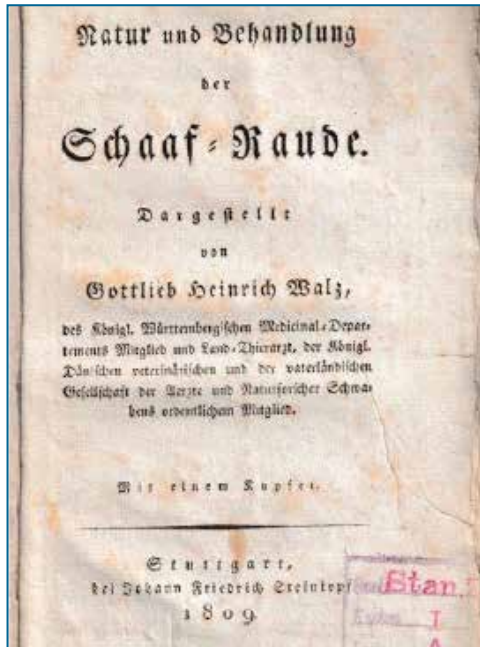 Natur und Behandlung
der
Schaaf-Raude.
Dargestellt
von
Gottlieb Heinrich Walz,
des Königl. Württembergischen Medicinal-Depar-
tements Mitglied und Land-Thierarzt, der Königl.
Dänischen veterinärischen und der vaterländischen
Gesellschaft der Aerzte und Naturforscher Schwa-
bens ordentlichem Mitglied.
Mit einem Kupfer.
Stuttgart,
bei Johann Friedrich Steinkopf
1809
Stan.
I
A